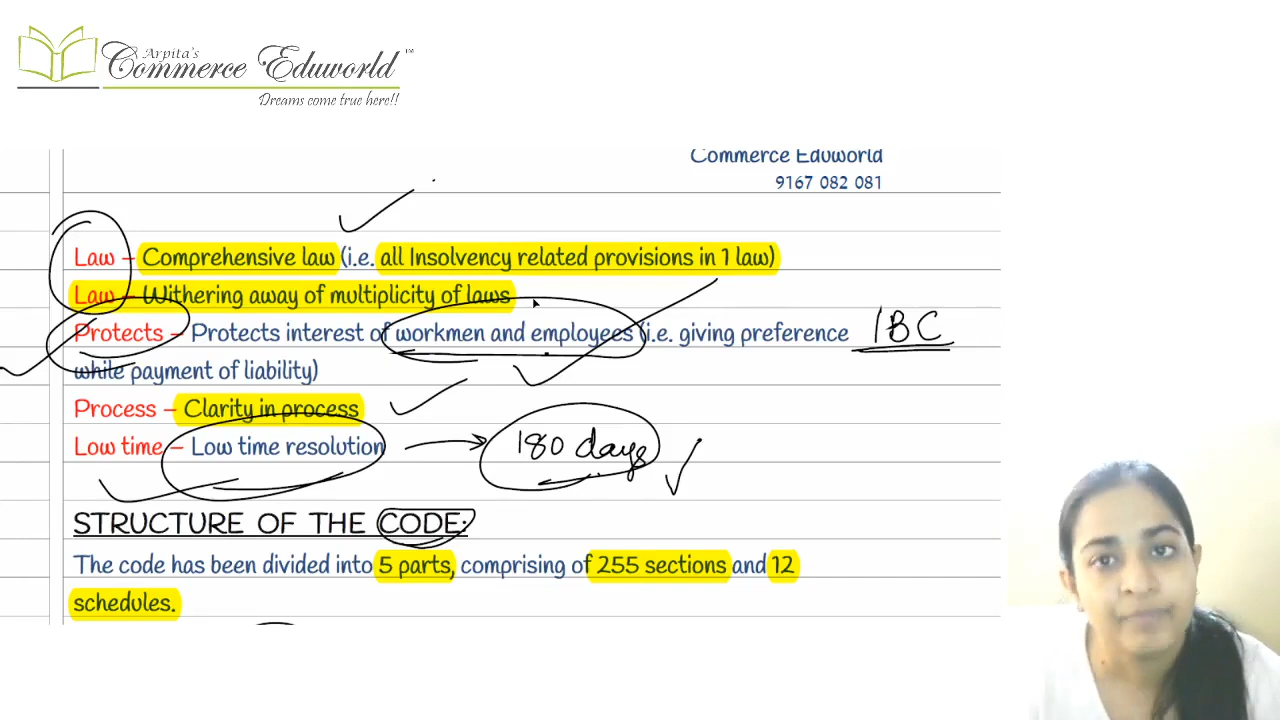 Arpita's
Commerce Eduworld™
Dreams come true here!!
Commerce Eduworld
9167 082 081
Law – Comprehensive law (i.e. all Insolvency related provisions in 1 law)
Law – Withering away of multiplicity of laws
Protects – Protects interest of workmen and employees (i.e. giving preference IBC
while payment of liability)
Process – Clarity in process
Low time – Low time resolution → 180 days
STRUCTURE OF THE CODE:
The code has been divided into 5 parts, comprising of 255 sections and 12
schedules.